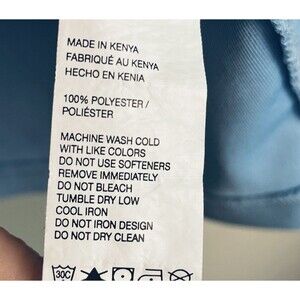 MADE IN KENYA
FABRIQUÉ AU KENYA
HECHO EN KENIA
100% POLYESTER /
POLIÉSTER
MACHINE WASH COLD
WITH LIKE COLORS
DO NOT USE SOFTENERS
REMOVE IMMEDIATELY
DO NOT BLEACH
TUMBLE DRY LOW
COOL IRON
DO NOT IRON DESIGN
DO NOT DRY CLEAN
30C